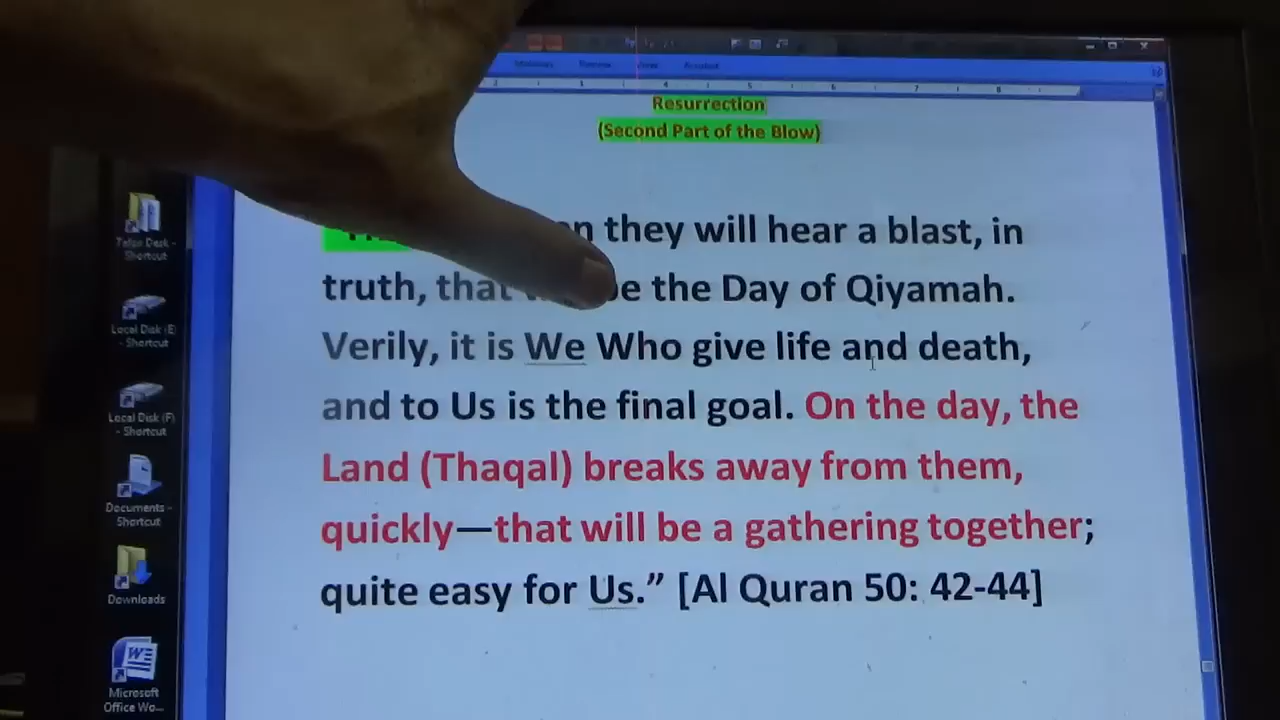 Resurrection
(Second Part of the Blow)
they will hear a blast, in
truth, that be the Day of Qiyamah.
Verily, it is We Who give life and death,
and to Us is the final goal. On the day, the
Land (Thaqal) breaks away from them,
quickly—that will be a gathering together;
quite easy for Us.” [Al Quran 50: 42-44]
Shortcut
Local Disk (E)
- Shortcut
Local Disk (F)
- Shortcut
Documents -
Shortcut
Downloads
Microsoft
Office Wo...